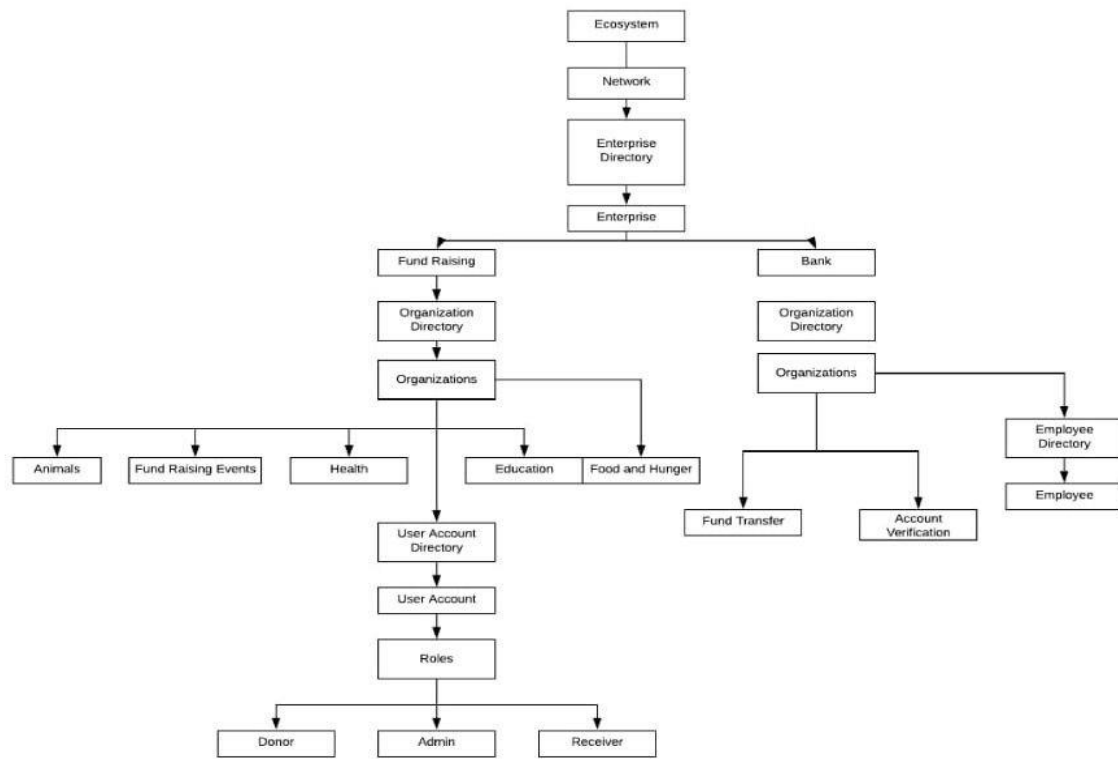 Ecosystem
Network
Enterprise
Directory
Enterprise
Fund Raising
Bank
Organization
Directory
Organization
Directory
Organizations
Organizations
Employee
Directory
Animals
Fund Raising Events
Health
Education
Food and Hunger
Employee
Fund Transfer
Account
Verification
User Account
Directory
User Account
Roles
Donor
Admin
Receiver